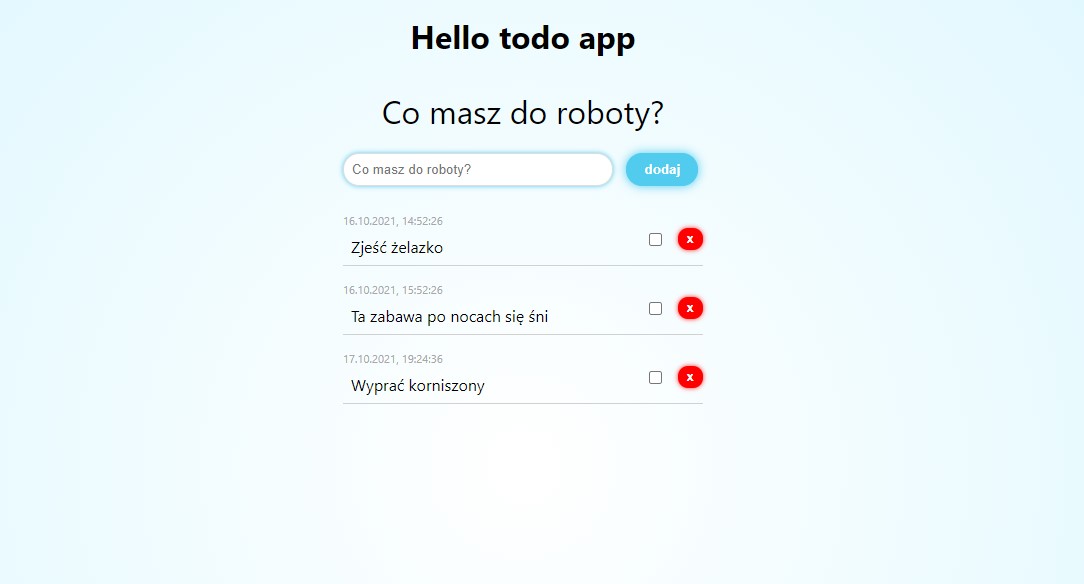 Hello todo app
Co masz do roboty?
Co masz do roboty?
dodaj
16.10.2021, 14:52:26
Zjeść żelazko
x
16.10.2021, 15:52:26
Ta zabawa po nocach się śni
x
17.10.2021, 19:24:36
Wyprać korniszony
x